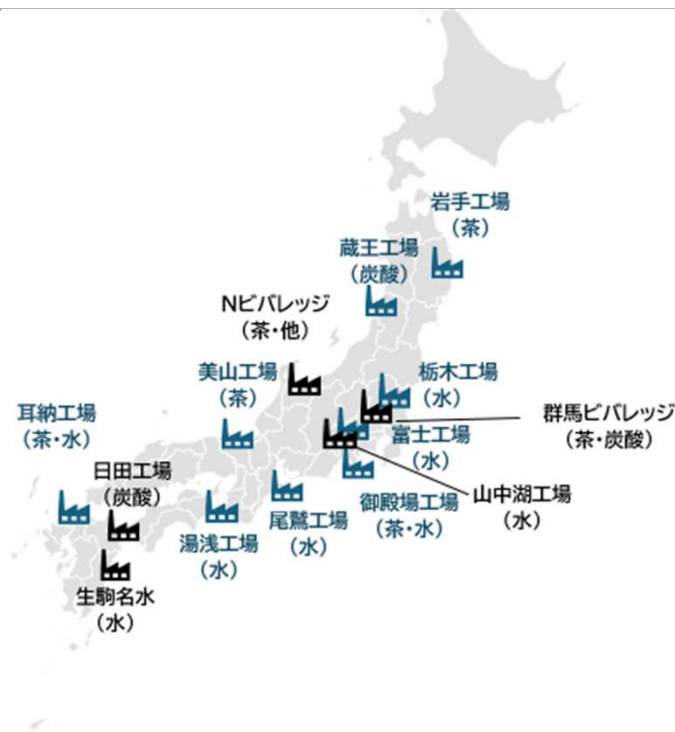 岩手工場
（茶）
蔵王工場
（炭酸）
Nビバレッジ
（茶・他）
美山工場
（茶）
栃木工場
（水）
耳納工場
（茶・水）
群馬ビバレッジ
（茶・炭酸）
富士工場
（水）
日田工場
（炭酸）
山中湖工場
（水）
御殿場工場
（茶・水）
尾鷲工場
（水）
湯浅工場
（水）
生駒名水
（水）